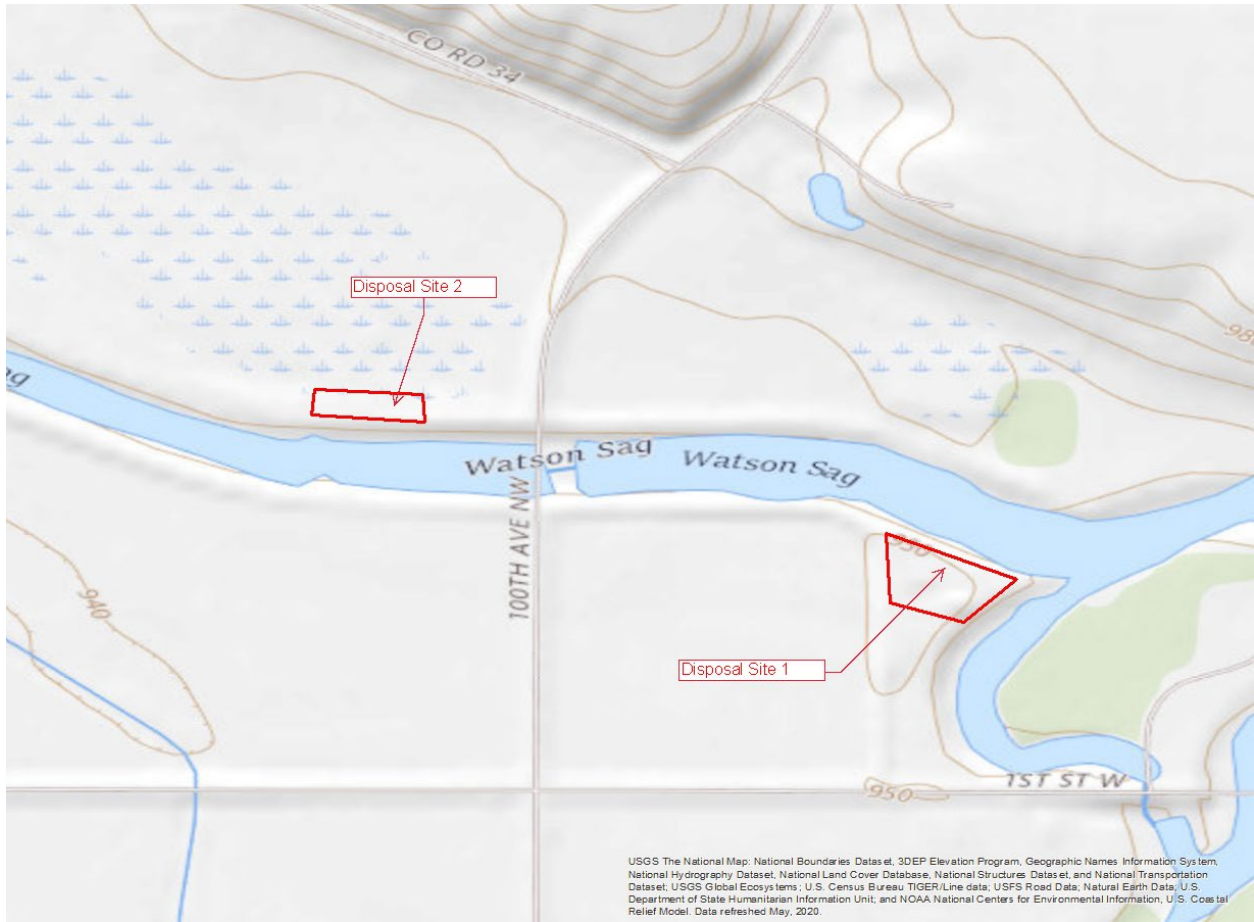 CO RD 34
Disposal Site 2
980
Watson Sag
Watson Sag
950
100TH AVE NW
940
Disposal Site 1
1ST ST W
950
USGS The National Map: National Boundaries Dataset, 3DEP Elevation Program, Geographic Names Information System,
National Hydrography Dataset, National Land Cover Database, National Structures Dataset, and National Transportation
Dataset; USGS Global Ecosystems; U.S. Census Bureau TIGER/Line data; USFS Road Data; Natural Earth Data; U.S.
Department of State Humanitarian Information Unit; and NOAA National Centers for Environmental Information, U.S. Coastal
Relief Model. Data refreshed May, 2020.